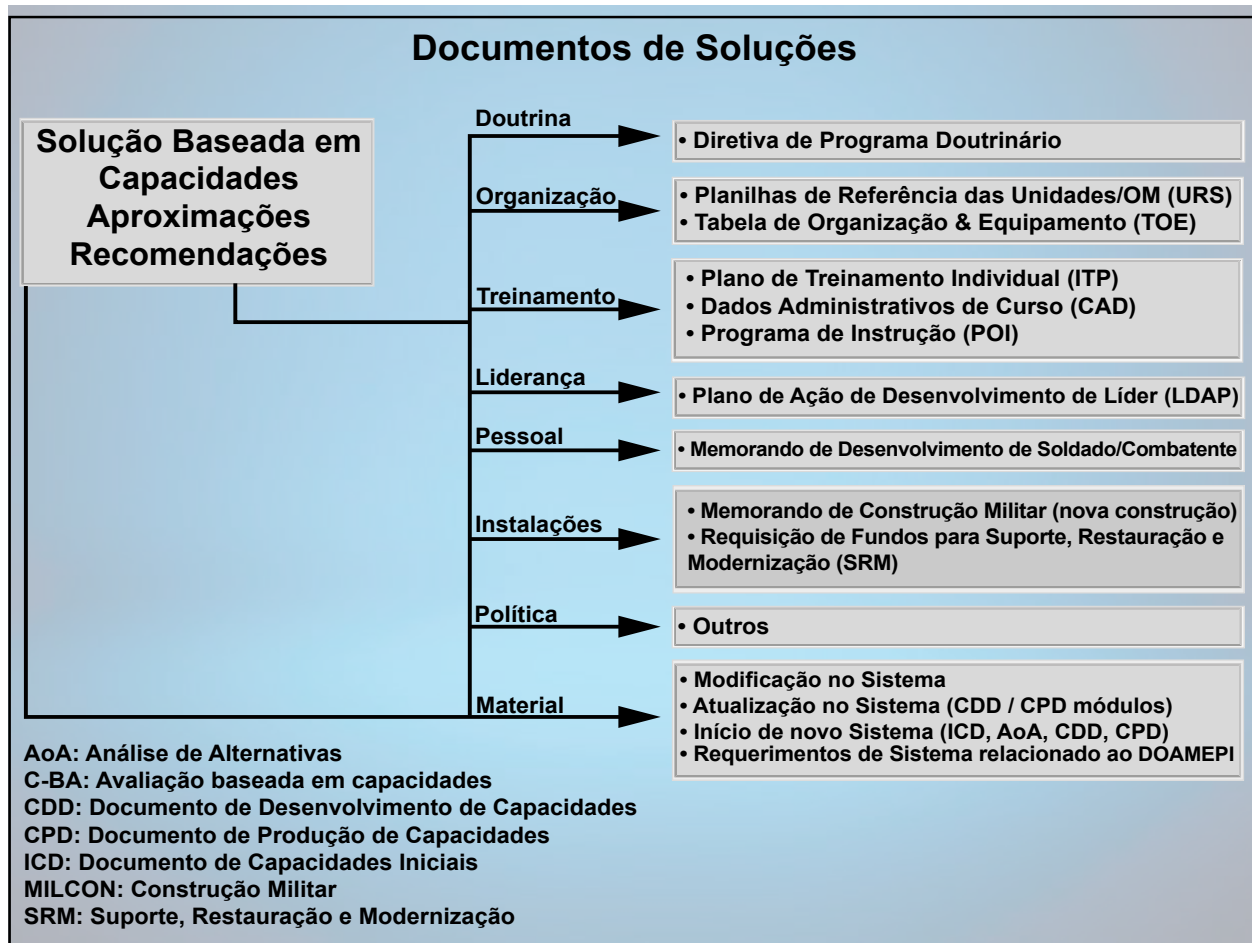 Documentos de Soluções
Solução Baseada em
Capacidades
Aproximações
Recomendações
Doutrina
• Diretiva de Programa Doutrinário
Organização
• Planilhas de Referência das Unidades/OM (URS)
• Tabela de Organização & Equipamento (TOE)
Treinamento
• Plano de Treinamento Individual (ITP)
• Dados Administrativos de Curso (CAD)
• Programa de Instrução (POI)
Liderança
• Plano de Ação de Desenvolvimento de Líder (LDAP)
Pessoal
• Memorando de Desenvolvimento de Soldado/Combatente
Instalações
• Memorando de Construção Militar (nova construção)
• Requisição de Fundos para Suporte, Restauração e
Modernização (SRM)
Política
• Outros
Material
• Modificação no Sistema
• Atualização no Sistema (CDD / CPD módulos)
• Início de novo Sistema (ICD, AoA, CDD, CPD)
• Requerimentos de Sistema relacionado ao DOAMEPI
AoA: Análise de Alternativas
C-BA: Avaliação baseada em capacidades
CDD: Documento de Desenvolvimento de Capacidades
CPD: Documento de Produção de Capacidades
ICD: Documento de Capacidades Iniciais
MILCON: Construção Militar
SRM: Suporte, Restauração e Modernização